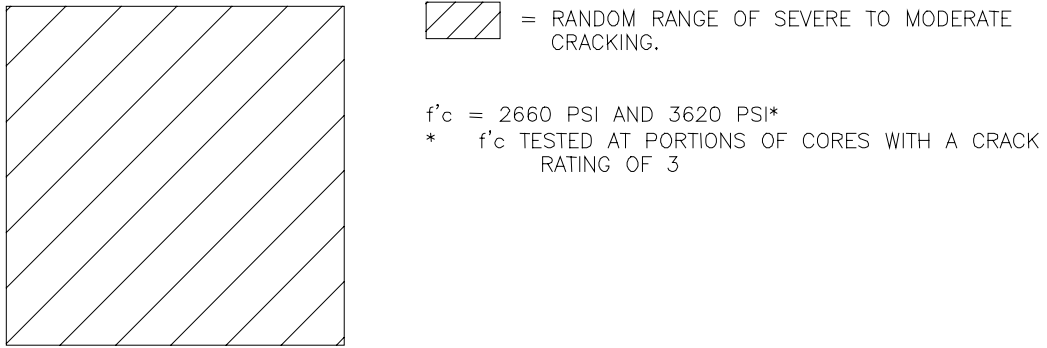 = RANDOM RANGE OF SEVERE TO MODERATE
CRACKING.
f'c = 2660 PSI AND 3620 PSI*
* f'c TESTED AT PORTIONS OF CORES WITH A CRACK
RATING OF 3